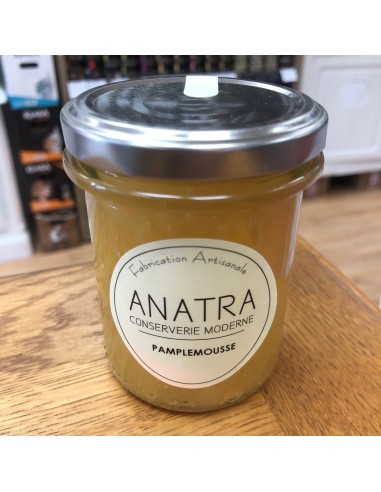 Fabrication Artisanale
ANATRA
CONSERVERIE MODERNE
PAMPLEMOUSSE